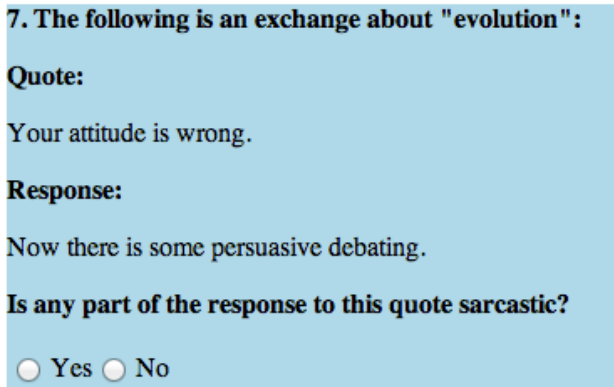 7. The following is an exchange about "evolution":
Quote:
Your attitude is wrong.
Response:
Now there is some persuasive debating.
Is any part of the response to this quote sarcastic?
Yes No